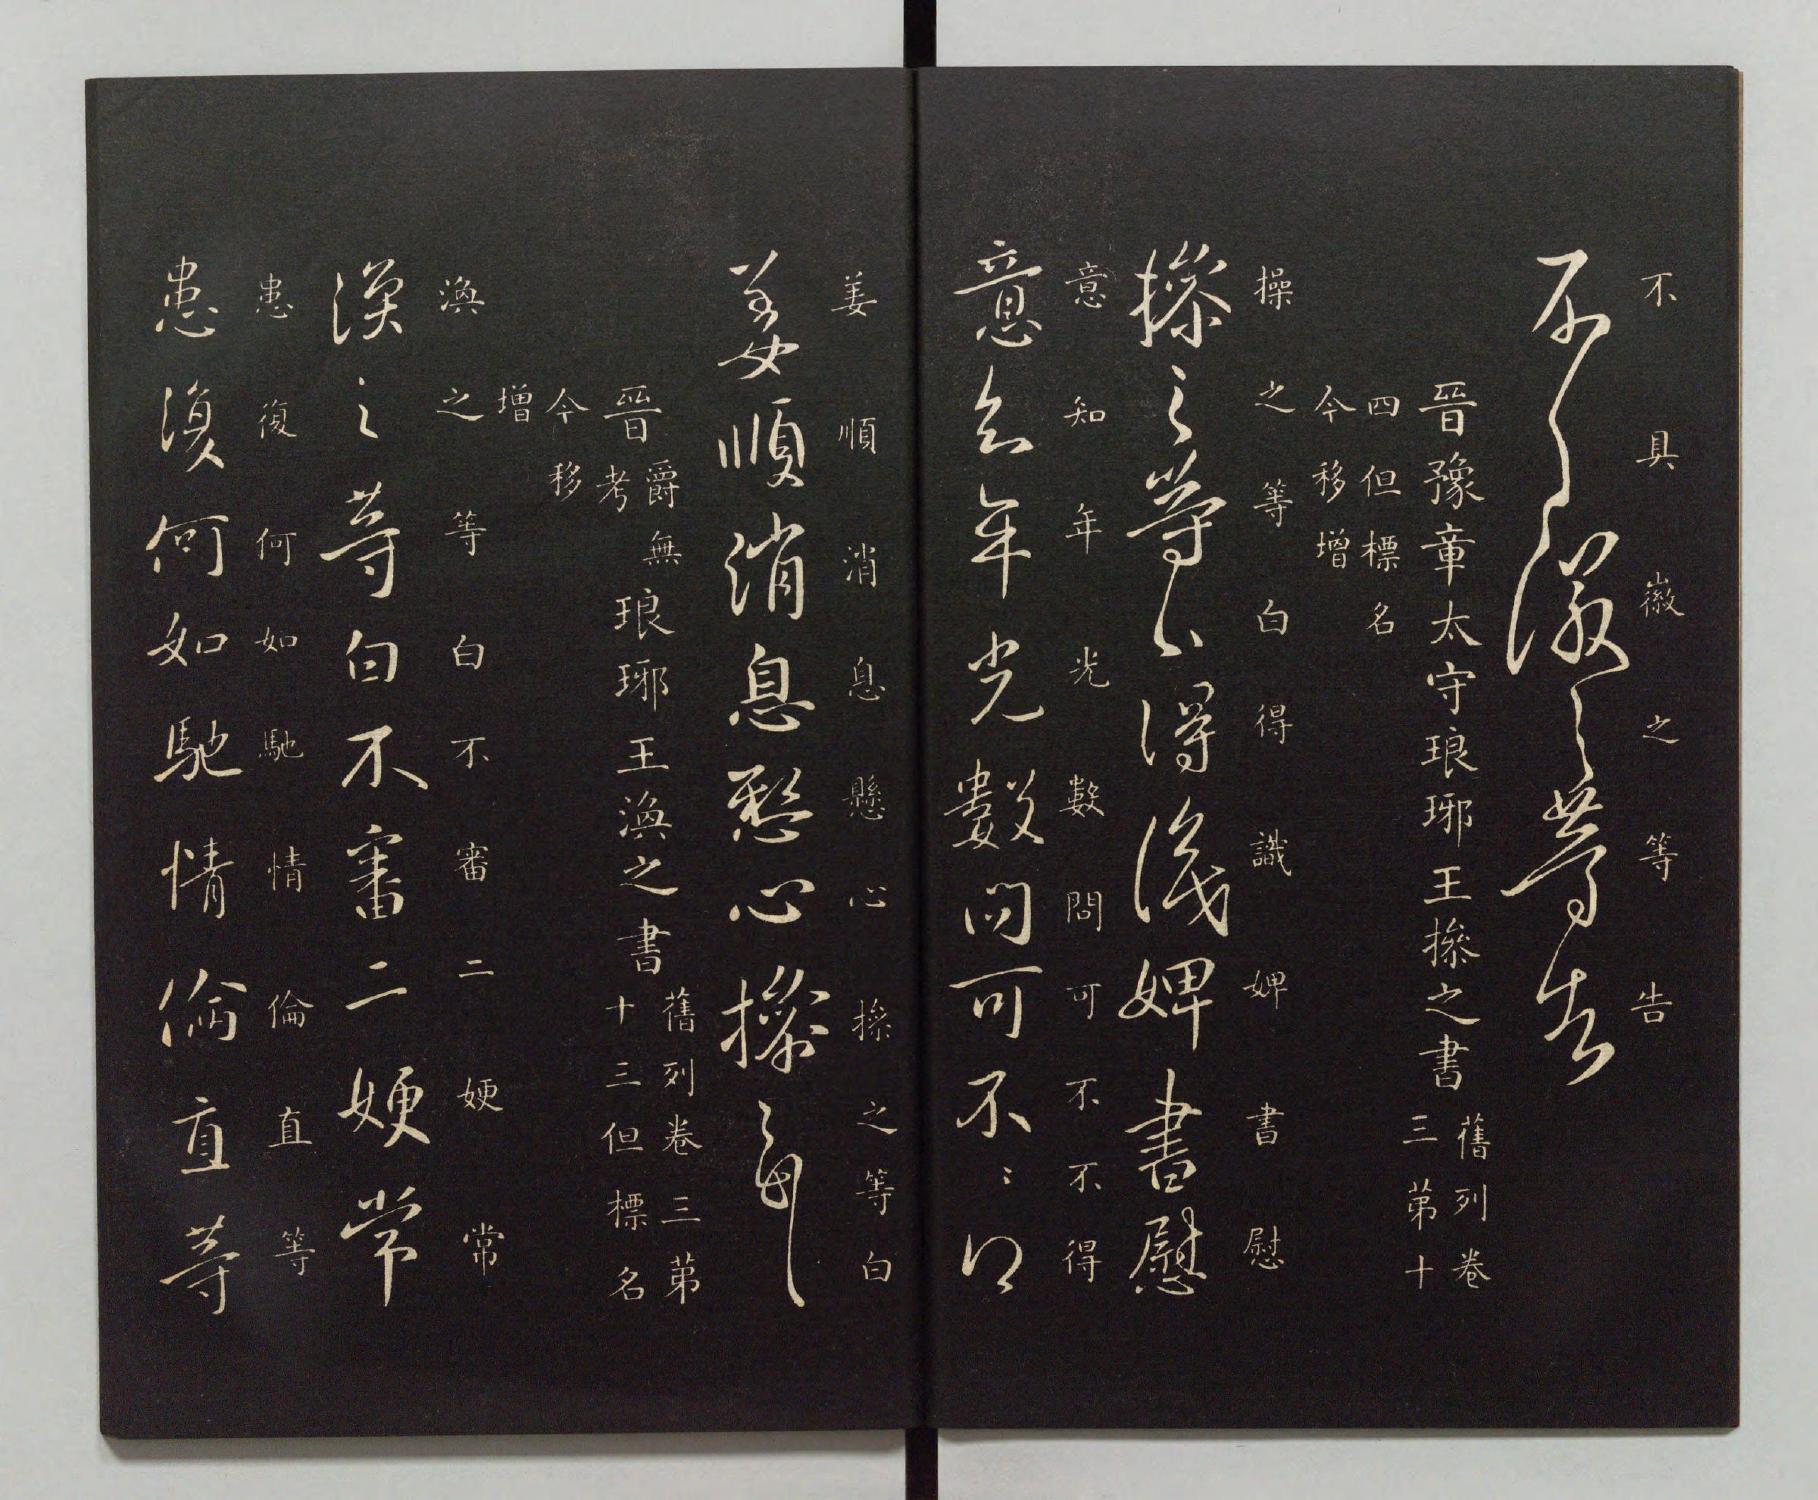 不具徽之等告
不具徽之等告
晉豫章太守琅琊王操之書
舊列卷
三第十
四但標名
今移增
操之等白得識婢書慰
操之等白得識婢書慰
意知年光數問可不不得
意知年光數問可不〻得
姜順消息懸心操之等白
姜順消息懸心操之等白
晉
爵無
考
琅琊王渙之書
舊列卷三第
十三但標名
今移
增
渙之等白不審二嫂常
渙之等白不審二嫂常
患復何如馳情倫直等
患復何如馳情倫直等